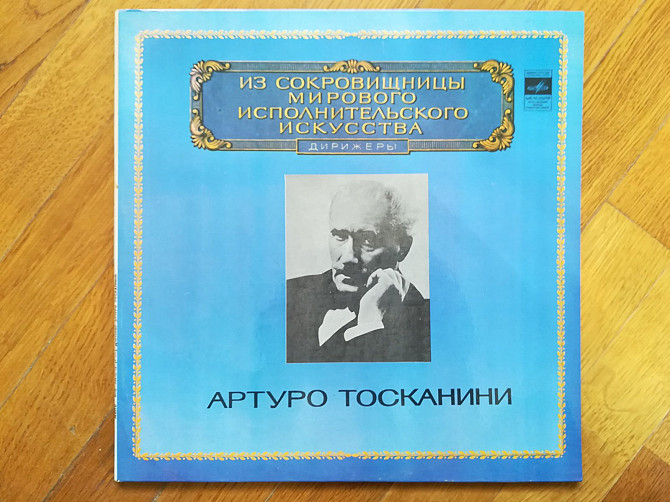 ИЗ СОКРОВИЩНИЦЫ
МИРОВОГО
ИСПОЛНИТЕЛЬСКОГО
ИСКУССТВА
ДИРИЖЕРЫ
АРТУРО ТОСКАНИНИ